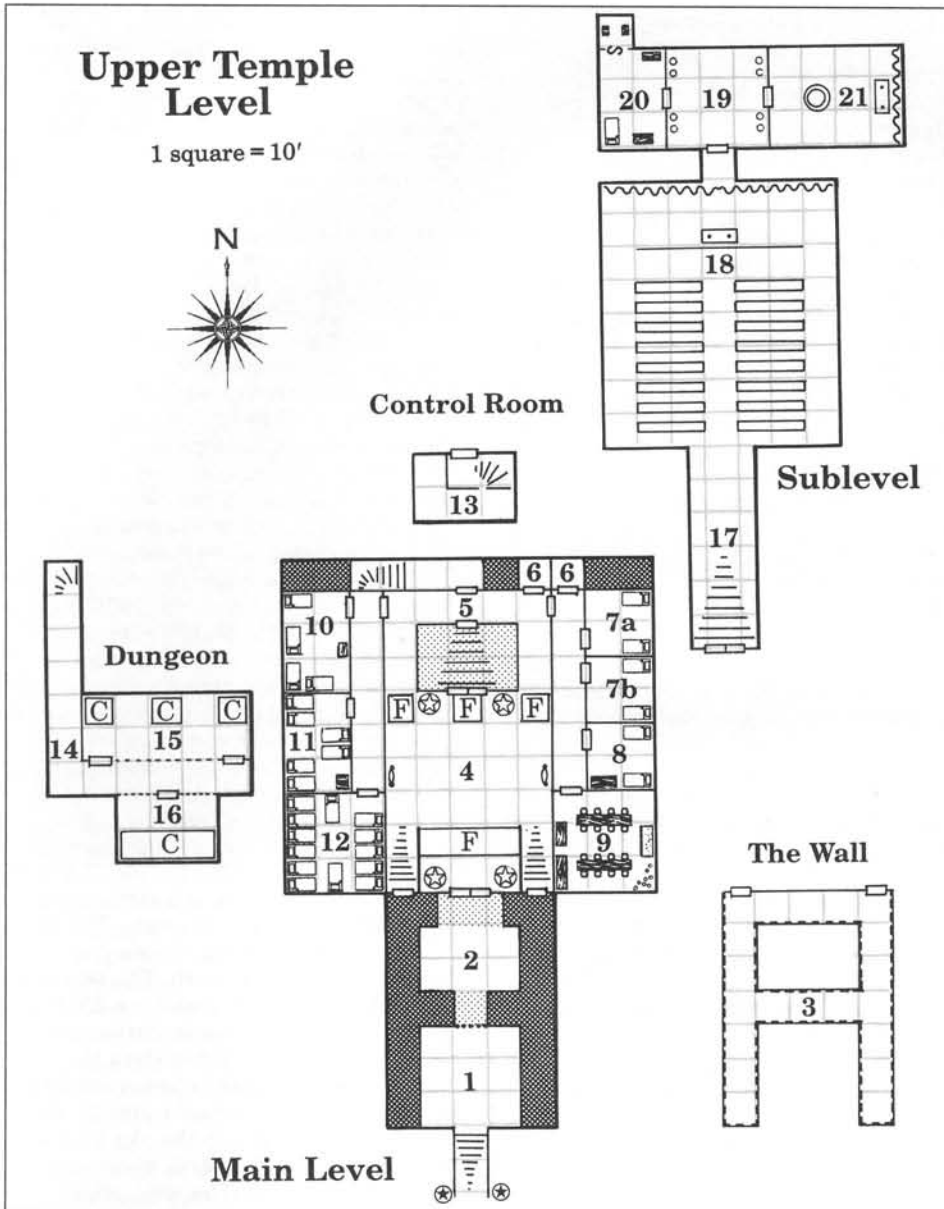 Upper Temple
Level
1 square = 10'
N
S
20
19
21
18
Control Room
13
Sublevel
17
6 6
5
10
7a
Dungeon
7b
C C C
F F F
15
11
8
14
4
16
C
12
F
9
The Wall
2
3
1
Main Level